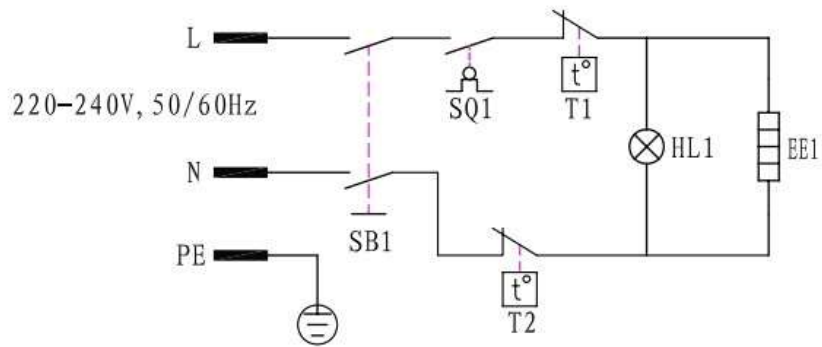 L
t°
SQ1
T1
220-240V, 50/60Hz
HL1
EE1
N
SB1
PE
t°
T2